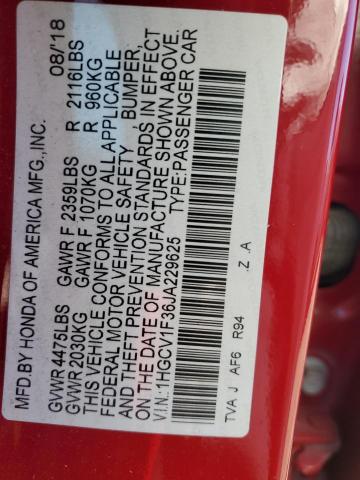 MFD.BY HONDA OF AMERICA MFG.,INC. 08/'18
GVWR 4475LBS GAWR F 2359LBS R 2116LBS
GVWR 2030KG GAWR F 1070KG R 960KG
THIS VEHICLE CONFORMS TO ALL APPLICABLE
FEDERAL MOTOR VEHICLE SAFETY BUMPER,
AND THEFT PREVENTION STANDARDS IN EFFECT
ON THE DATE OF MANUFACTURE SHOWN ABOVE.
V.I.N.:1HGCV1F36JA229625 TYPE:PASSENGER CAR
TVA J AF6 R94 .Z .A